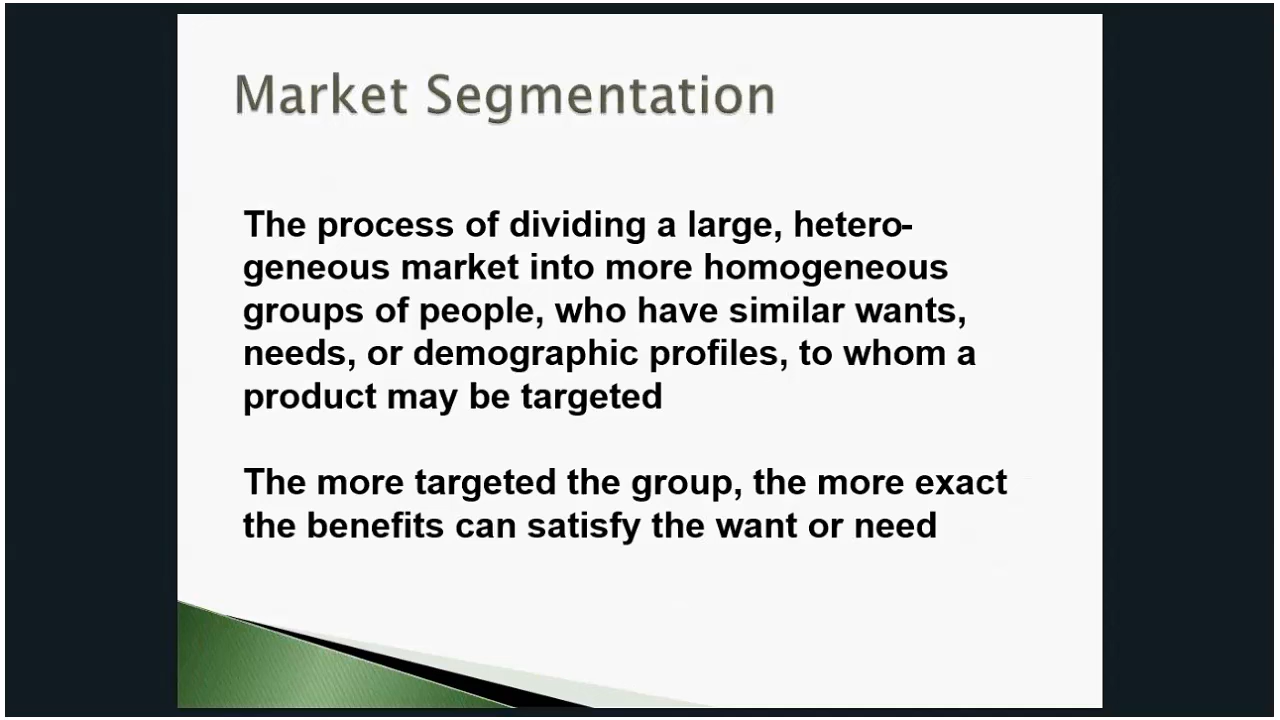 Market Segmentation
The process of dividing a large, hetero-
geneous market into more homogeneous
groups of people, who have similar wants,
needs, or demographic profiles, to whom a
product may be targeted
The more targeted the group, the more exact
the benefits can satisfy the want or need